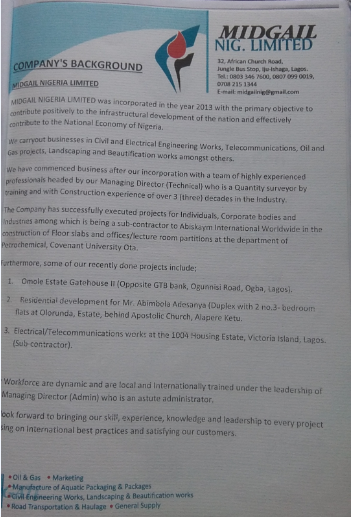 MIDGAIL
NIG. LIMITED
32, African Church Road,
Jungle Bus Stop, Iju-Ishaga, Lagos.
Tel.: 0803 346 7600, 0807 099 0019,
0708 215 1344
E-mail: midgailnig@gmail.com
COMPANY'S BACKGROUND
MIDGAIL NIGERIA LIMITED
MIDGAIL NIGERIA LIMITED was incorporated in the year 2013 with the primary objective to
contribute positively to the infrastructural development of the nation and effectively
contribute to the National Economy of Nigeria.
We carryout businesses in Civil and Electrical Engineering Works, Telecommunications, Oil and
Gas projects, Landscaping and Beautification works amongst others.
We have commenced business after our incorporation with a team of highly experienced
professionals headed by our Managing Director (Technical) who is a Quantity surveyor by
training and with Construction experience of over 3 (three) decades in the Industry.
The Company has successfully executed projects for Individuals, Corporate bodies and
Industries among which is being a sub-contractor to Abskaym International Worldwide in the
construction of Floor slabs and offices/lecture room partitions at the department of
Petrochemical, Covenant University Ota.
Furthermore, some of our recently done projects include:
1. Omole Estate Gatehouse II (Opposite GTB bank, Ogunnisi Road, Ogba, Lagos).
2. Residential development for Mr. Abimbola Adesanya (Duplex with 2 no.3- bedroom
flats at Olorunda, Estate, behind Apostolic Church, Alapere Ketu.
3. Electrical/Telecommunications works at the 1004 Housing Estate, Victoria Island, Lagos.
(Sub-contractor).
Workforce are dynamic and are local and Internationally trained under the leadership of
Managing Director (Admin) who is an astute administrator.
look forward to bringing our skill, experience, knowledge and leadership to every project
sing on international best practices and satisfying our customers.
• Oil & Gas • Marketing
• Manufacture of Aquatic Packaging & Packages
• Civil Engineering Works, Landscaping & Beautification works
• Road Transportation & Haulage • General Supply